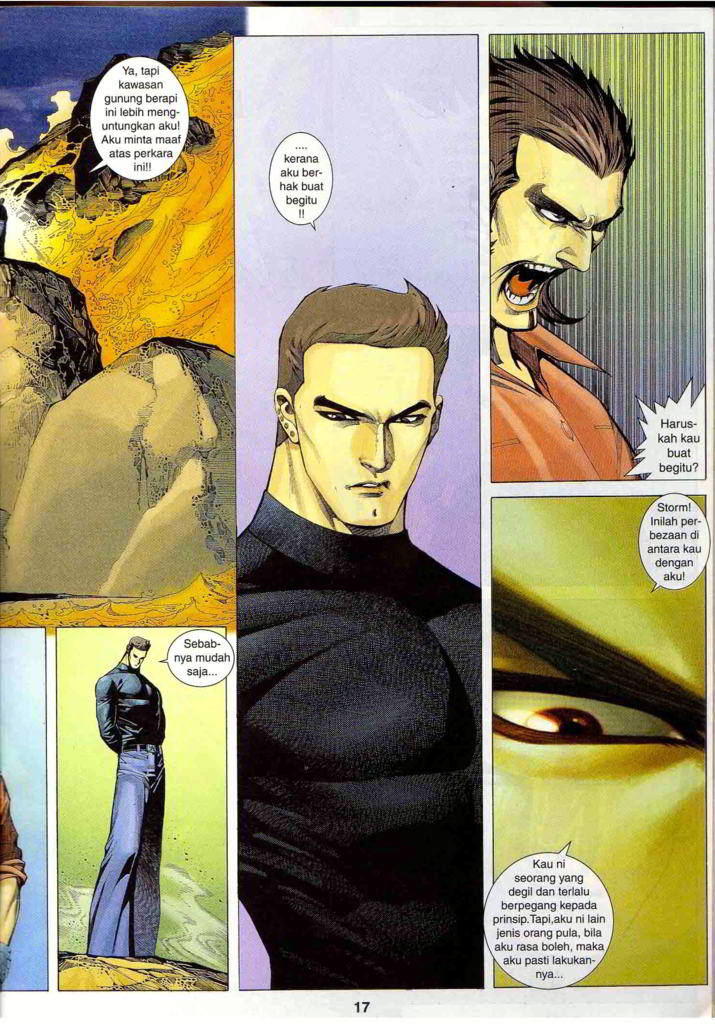 Ya, tapi
kawasan
gunung berapi
ini lebih meng-
untungkan aku!
Aku minta maaf
atas perkara
ini!!
Sebab-
nya mudah
saja...
....
kerana
aku ber-
hak buat
begitu
!!
Harus-
kah kau
buat
begitu?
Storm!
Inilah per-
bezaan di
antara kau
dengan
aku!
Kau ni
seorang yang
degil dan terlalu
berpegang kepada
prinsip.Tapi,aku ni lain
jenis orang pula, bila
aku rasa boleh, maka
aku pasti lakukan-
nya...
17